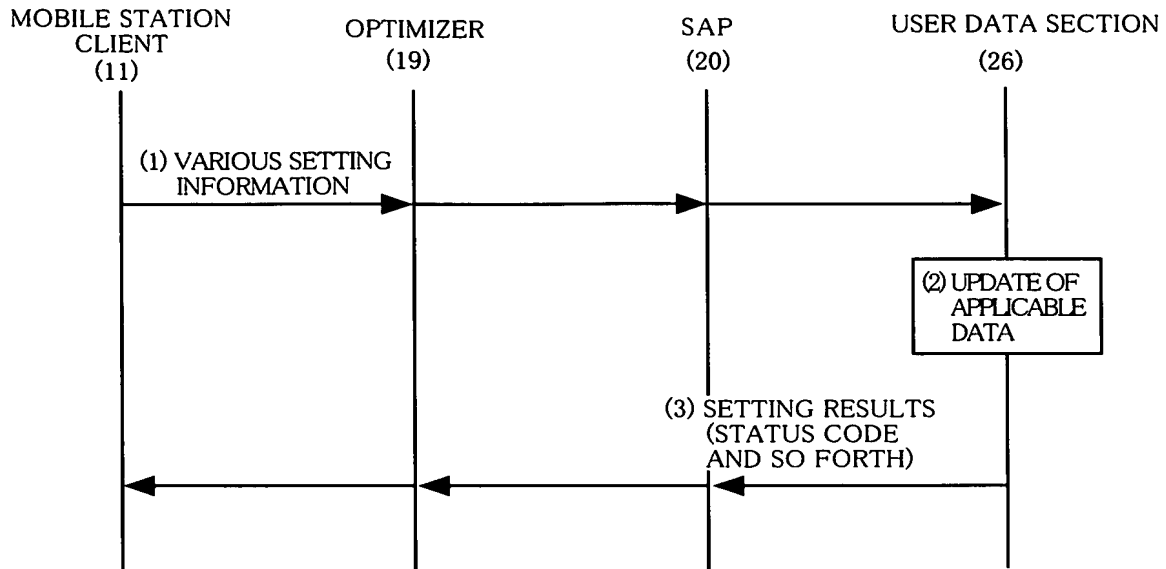 MOBILE STATION
CLIENT
(11)
OPTIMIZER
(19)
SAP
(20)
USER DATA SECTION
(26)
(1) VARIOUS SETTING
INFORMATION
(2) UPDATE OF
APPLICABLE
DATA
(3) SETTING RESULTS
(STATUS CODE
AND SO FORTH)